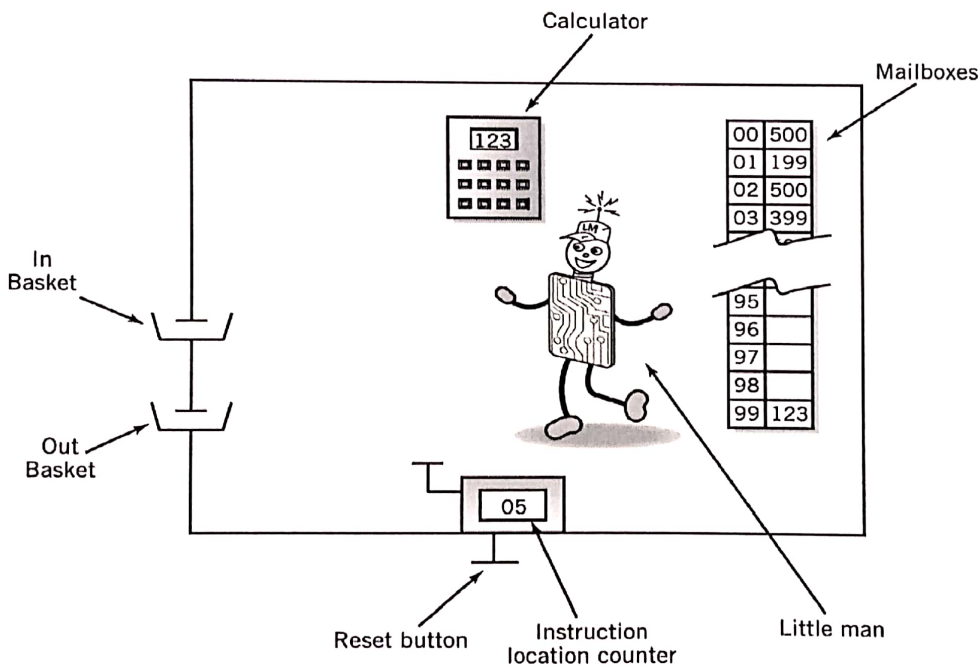 Calculator
Mailboxes
123
00 500
01 199
02 500
03 399
LM
In
Basket
95
96
97
98
99 123
Out
Basket
05
Reset button
Instruction
location counter
Little man